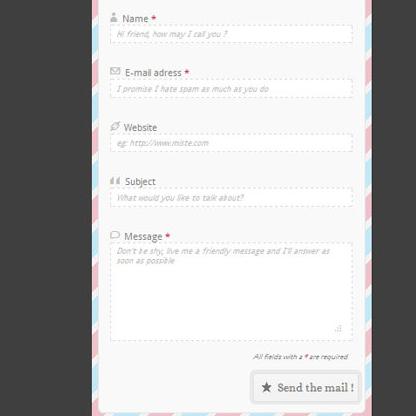 Name *
Hi friend, how may I call you ?
E-mail adress *
I promise I hate spam as much as you do
Website
eg: http://www.miste.com
Subject
What would you like to talk about?
Message *
Don't be shy, live me a friendly message and I'll answer as
soon as possible
All fields with a * are required
Send the mail !